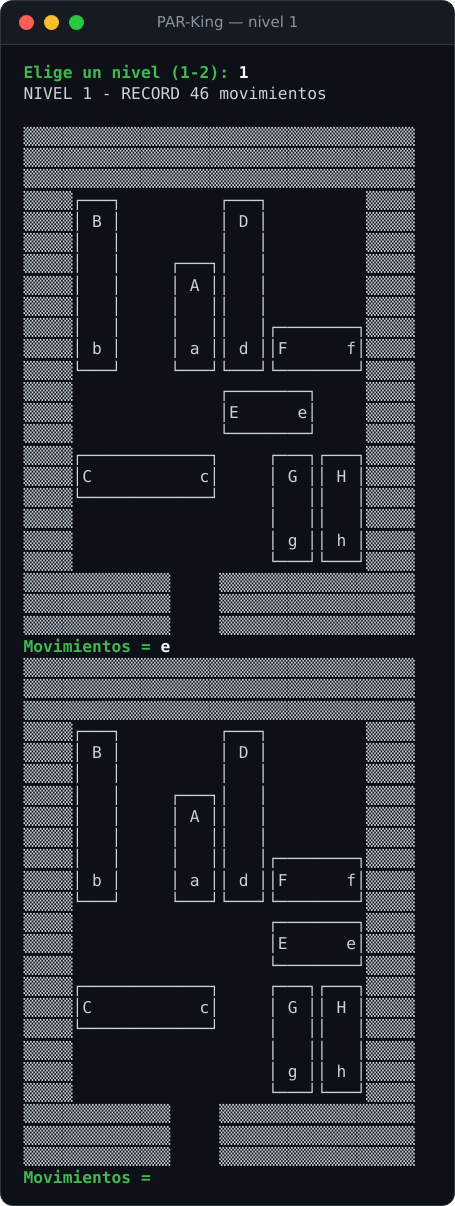 PAR-King — nivel 1
Elige un nivel (1-2): 1
NIVEL 1 - RECORD 46 movimientos
B D
A
b a d F f
E e
C c G H
g h
Movimientos = e
B D
A
b a d F f
E e
C c G H
g h
Movimientos =